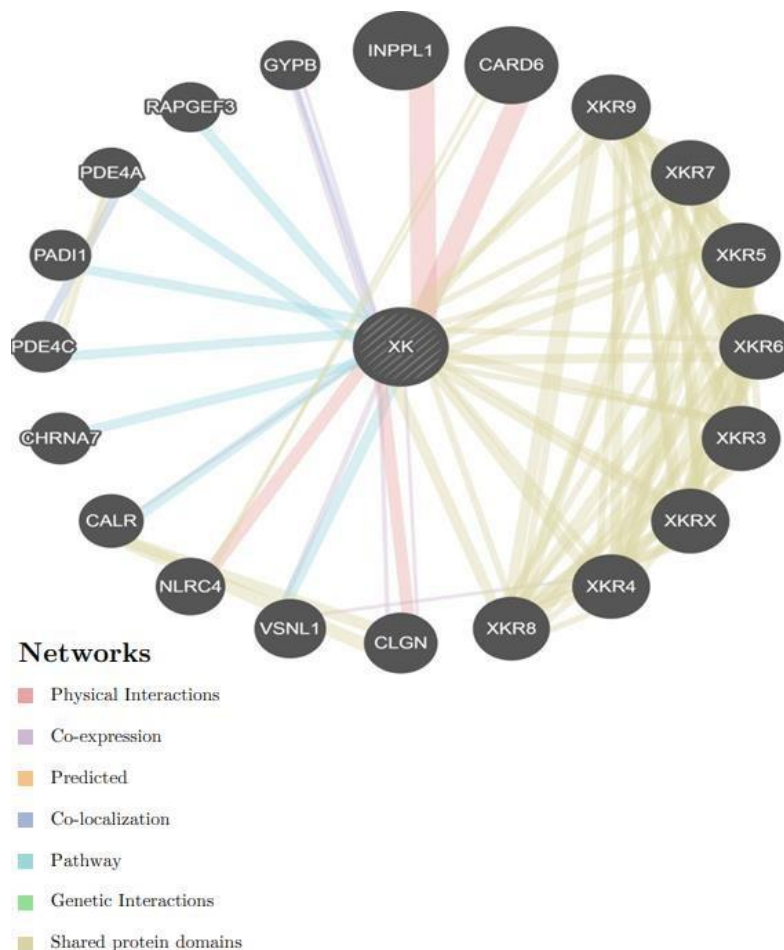 INPPL1
GYPB
CARD6
RAPGEF3
XKR9
PDE4A
XKR7
PADI1
XKR5
PDE4C
XK
XKR6
CHRNA7
XKR3
CALR
XKRX
NLRC4
XKR4
VSNL1
CLGN
XKR8
Networks
Physical Interactions
Co-expression
Predicted
Co-localization
Pathway
Genetic Interactions
Shared protein domains